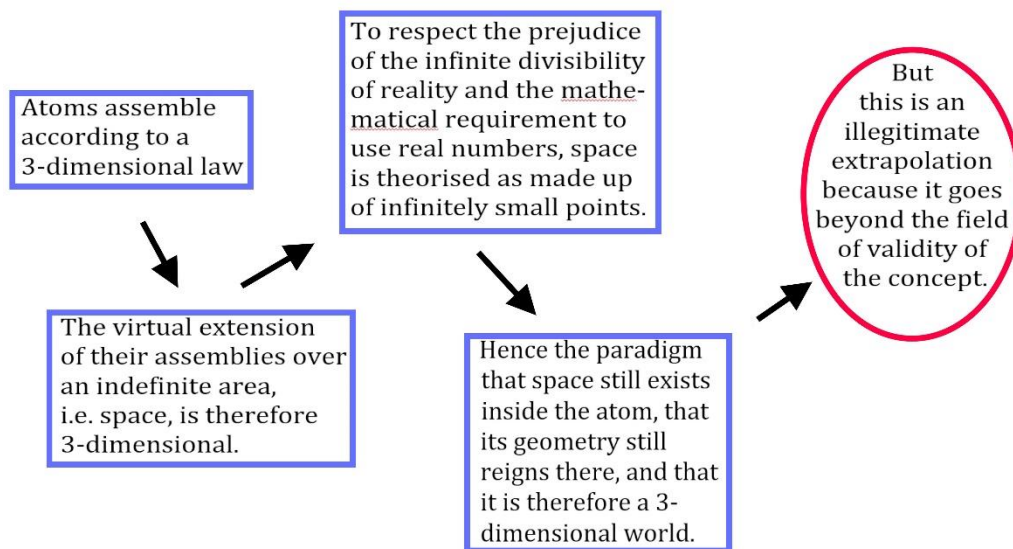 Atoms assemble
according to a
3-dimensional law
The virtual extension
of their assemblies over
an indefinite area,
i.e. space, is therefore
3-dimensional.
To respect the prejudice
of the infinite divisibility
of reality and the mathe-
matical requirement to
use real numbers, space
is theorised as made up
of infinitely small points.
Hence the paradigm
that space still exists
inside the atom, that
its geometry still
reigns there, and that
it is therefore a 3-
dimensional world.
But
this is an
illegitimate
extrapolation
because it goes
beyond the field
of validity of
the concept.